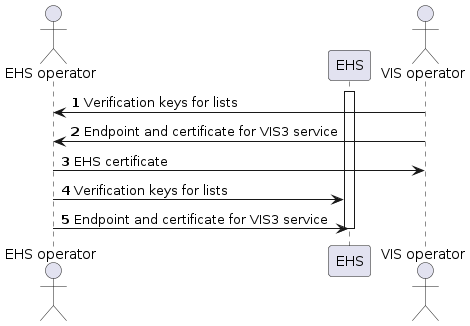 EHS operator
EHS
VIS operator
1 Verification keys for lists
2 Endpoint and certificate for VIS3 service
3 EHS certificate
4 Verification keys for lists
5 Endpoint and certificate for VIS3 service
EHS operator
EHS
VIS operator